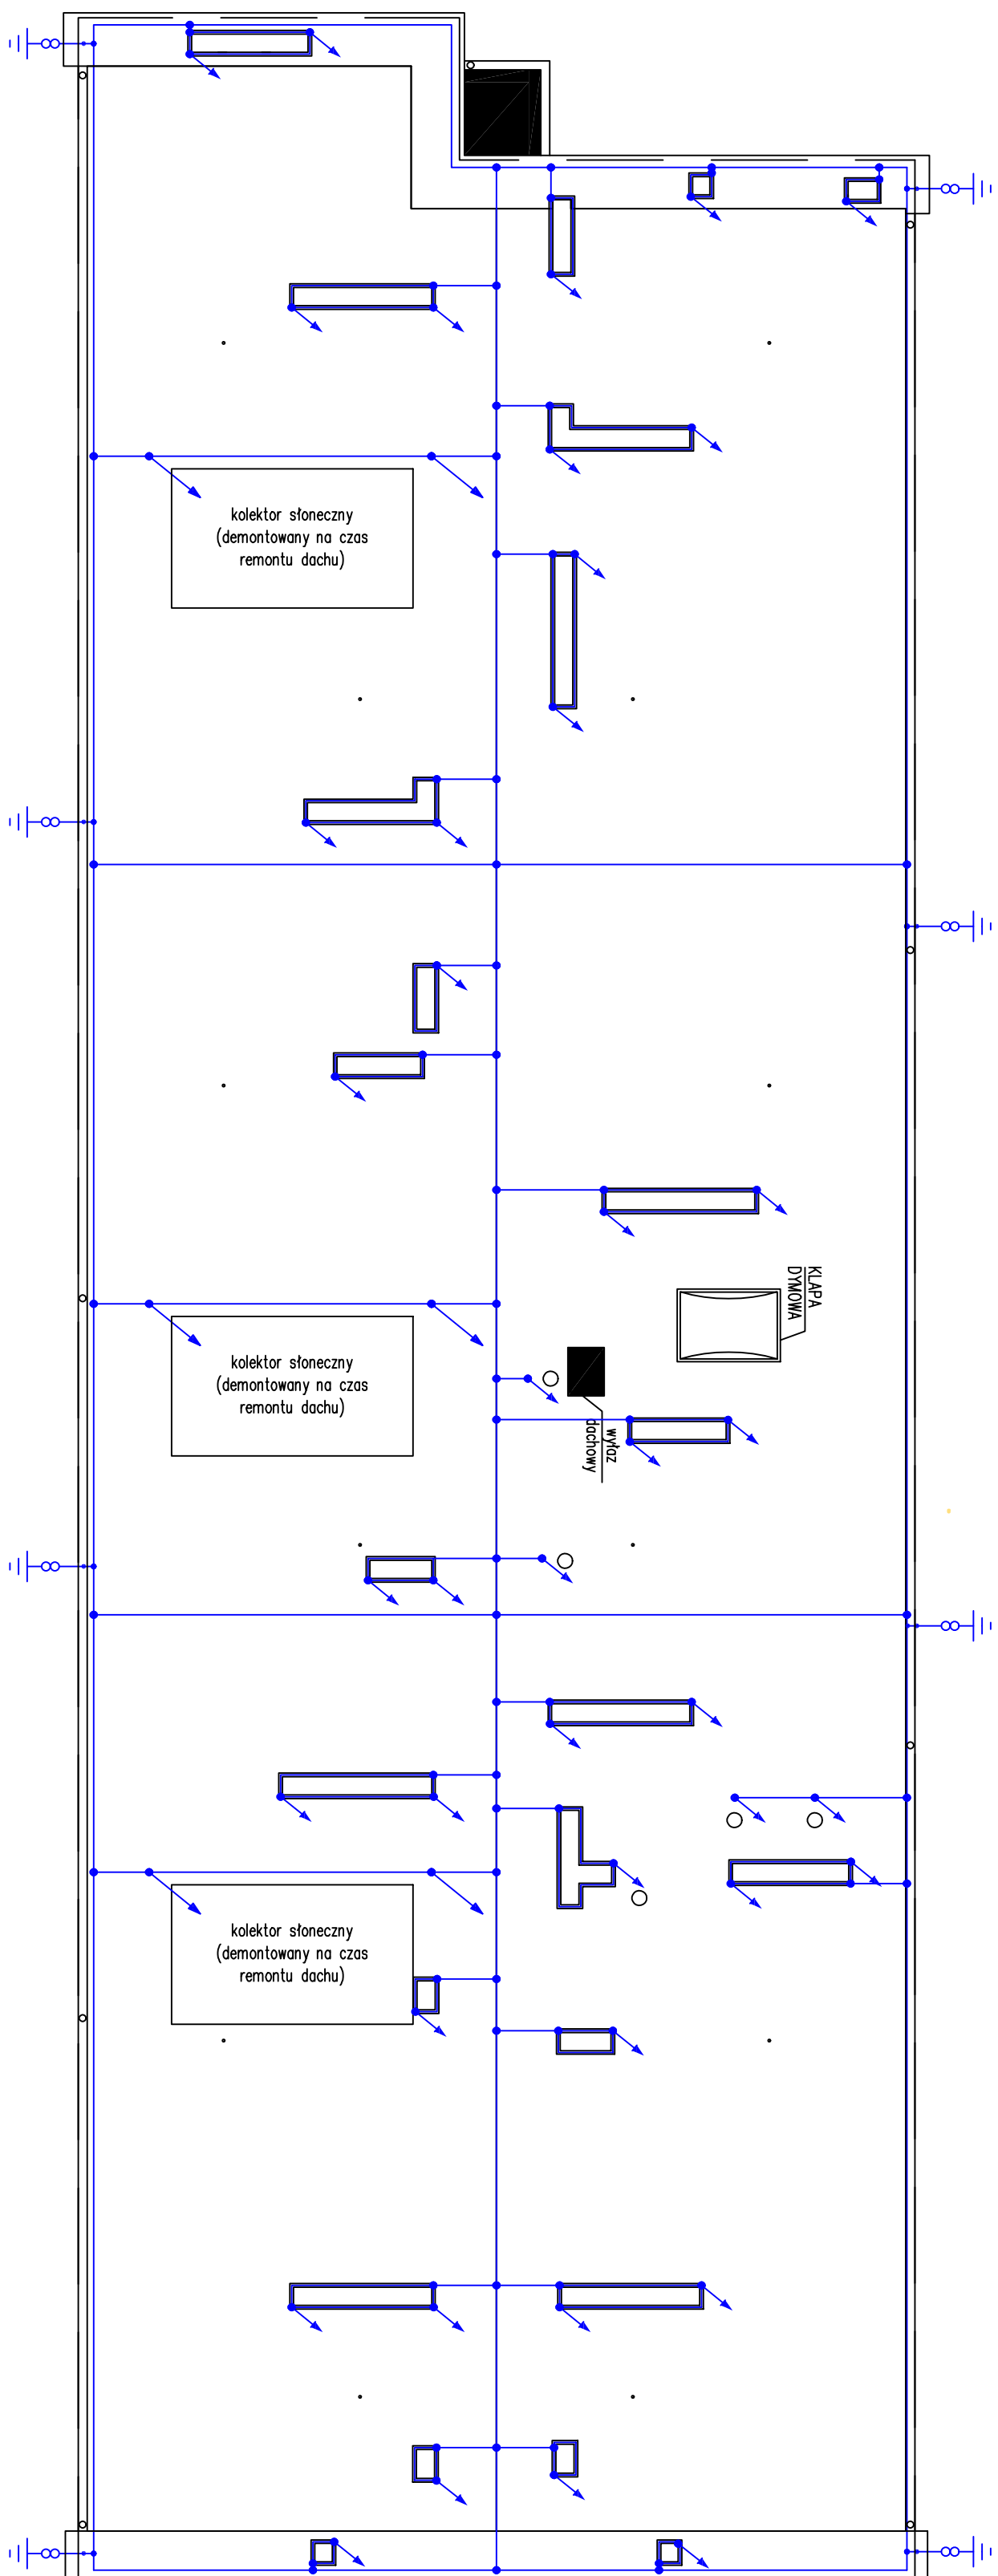 kolektor słoneczny
(demontowany na czas
remontu dachu)
KLAPA
DYMOWA
kolektor słoneczny
(demontowany na czas
remontu dachu)
wyłaz
dachowy
kolektor słoneczny
(demontowany na czas
remontu dachu)